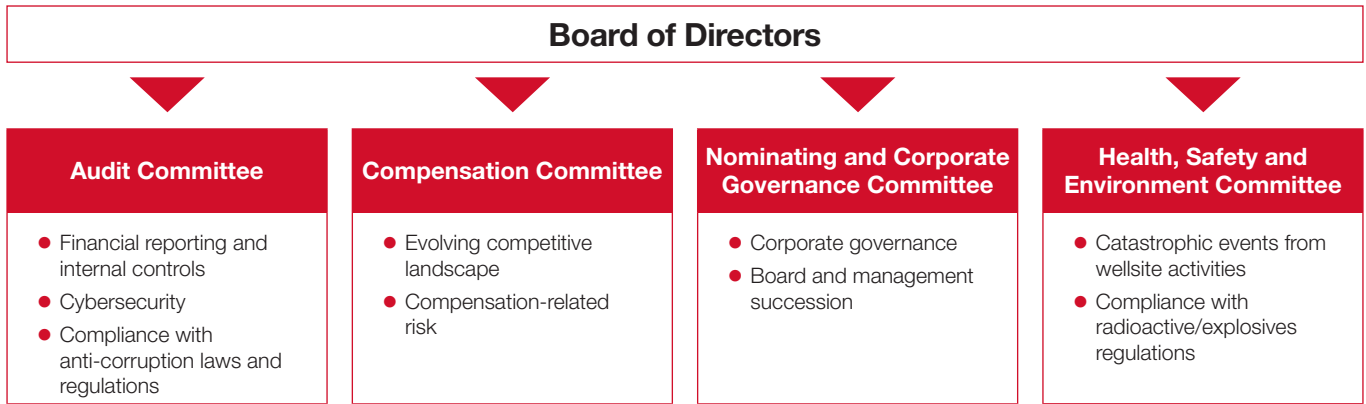 Board of Directors
Audit Committee
● Financial reporting and
internal controls
● Cybersecurity
● Compliance with
anti-corruption laws and
regulations
Compensation Committee
● Evolving competitive
landscape
● Compensation-related
risk
Nominating and Corporate
Governance Committee
● Corporate governance
● Board and management
succession
Health, Safety and
Environment Committee
● Catastrophic events from
wellsite activities
● Compliance with
radioactive/explosives
regulations